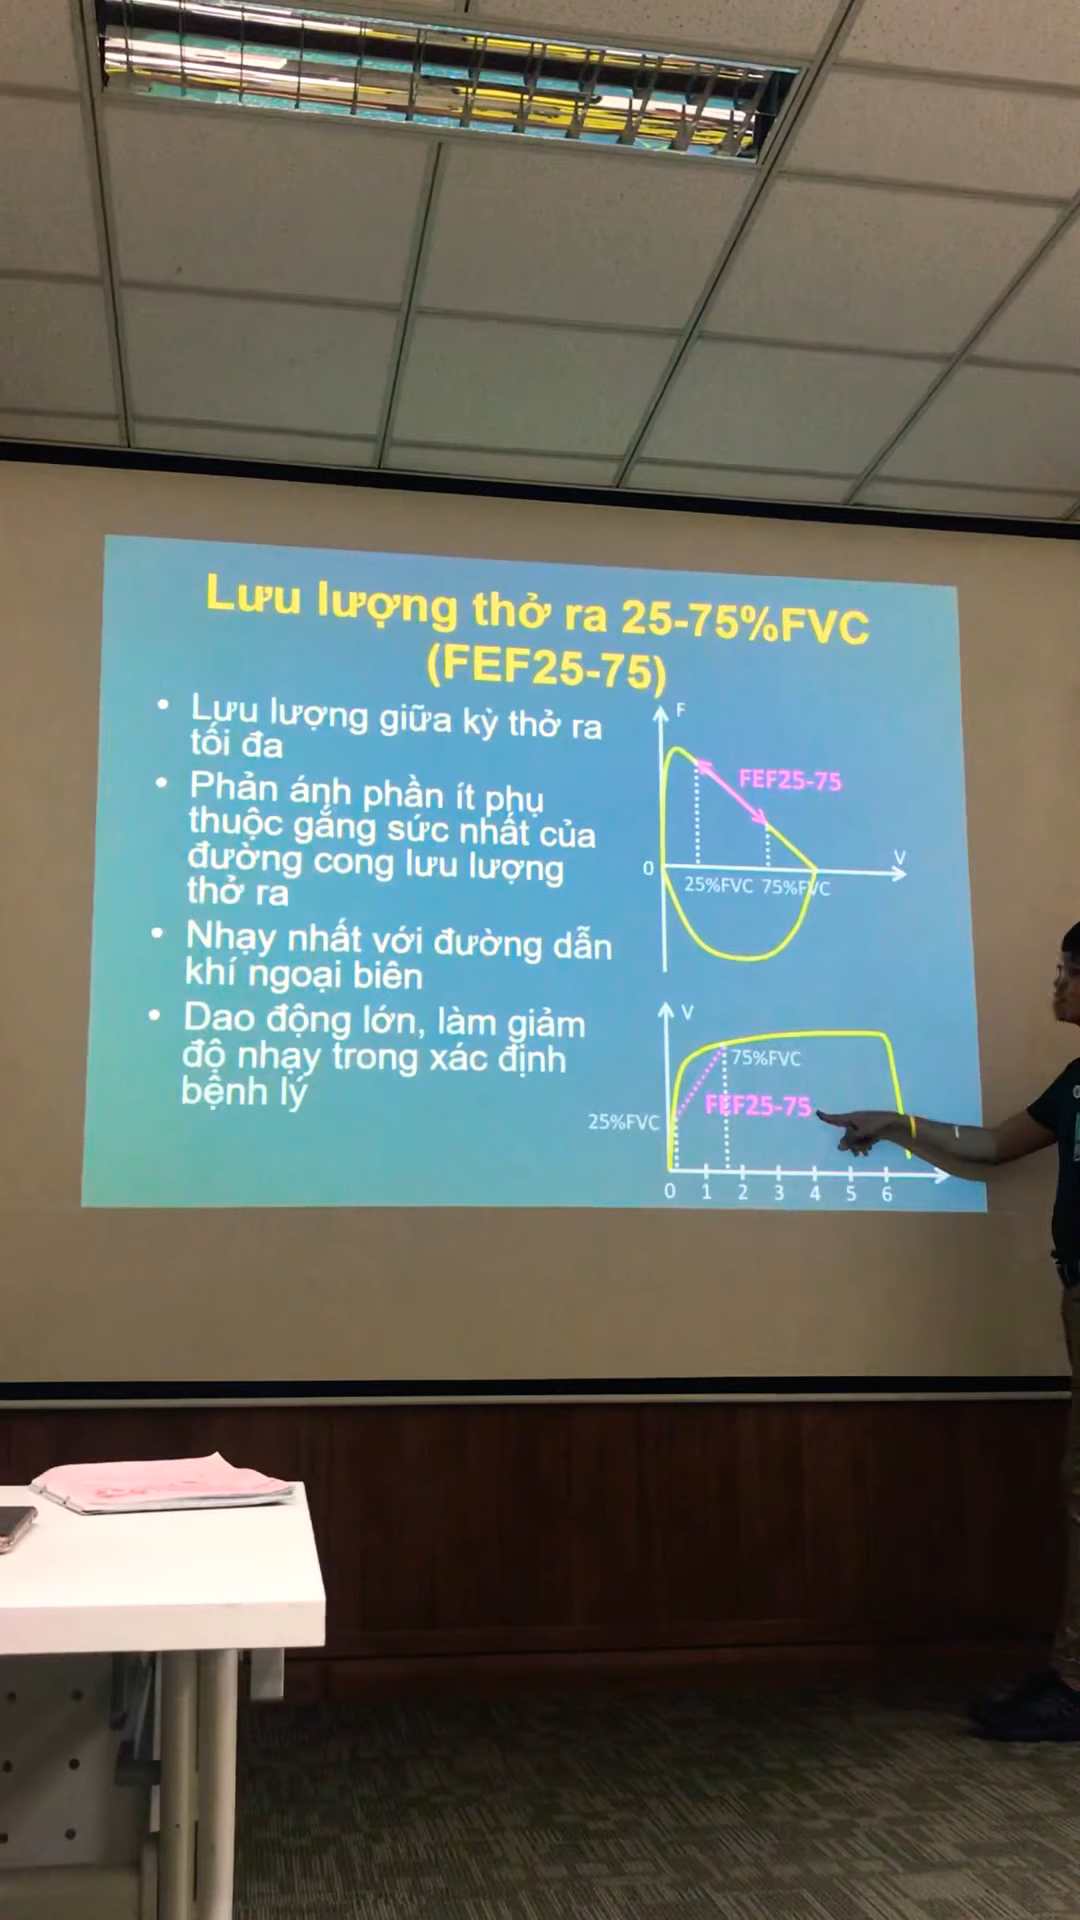 Lưu lượng thở ra 25-75%FVC
(FEF25-75)
• Lưu lượng giữa kỳ thở ra
tối đa
• Phản ánh phần ít phụ
thuộc gắng sức nhất của
đường cong lưu lượng
thở ra
• Nhạy nhất với đường dẫn
khí ngoại biên
• Dao động lớn, làm giảm
độ nhạy trong xác định
bệnh lý
F
FEF25-75
0
V
25%FVC 75%FVC
V
75%FVC
FEF25-75
25%FVC
0 1 2 3 4 5 6